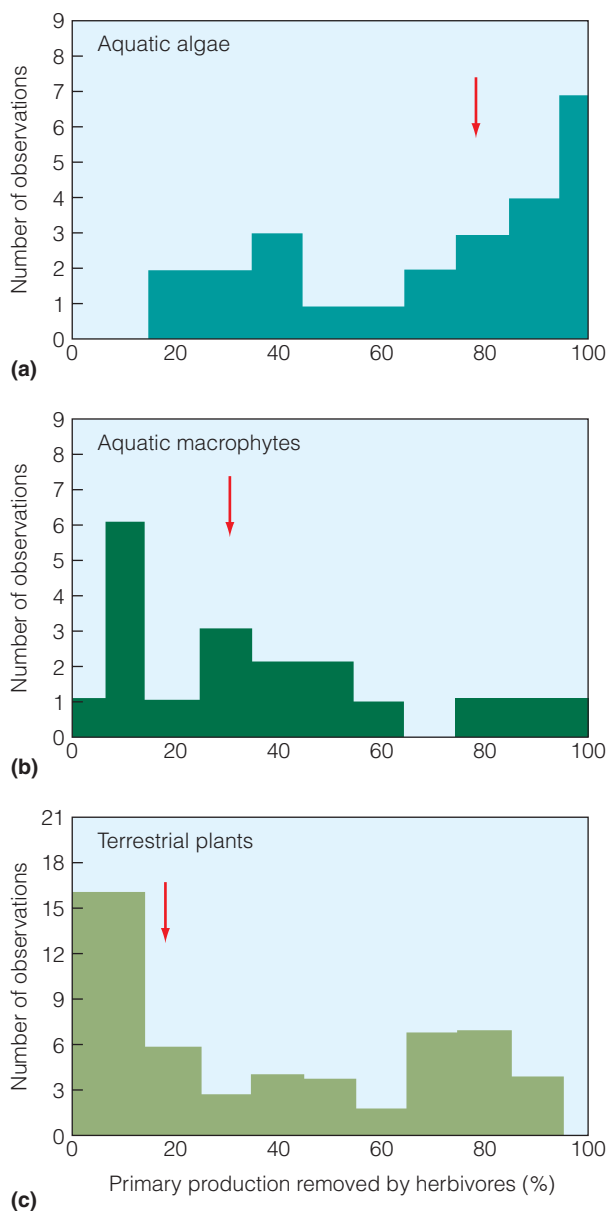 Aquatic algae
Number of observations
9
8
7
6
5
4
3
2
1
0
0 20 40 60 80 100
(a)
Aquatic macrophytes
Number of observations
9
8
7
6
5
4
3
2
1
0
0 20 40 60 80 100
(b)
Terrestrial plants
Number of observations
21
18
15
12
9
6
3
0
0 20 40 60 80 100
Primary production removed by herbivores (%)
(c)